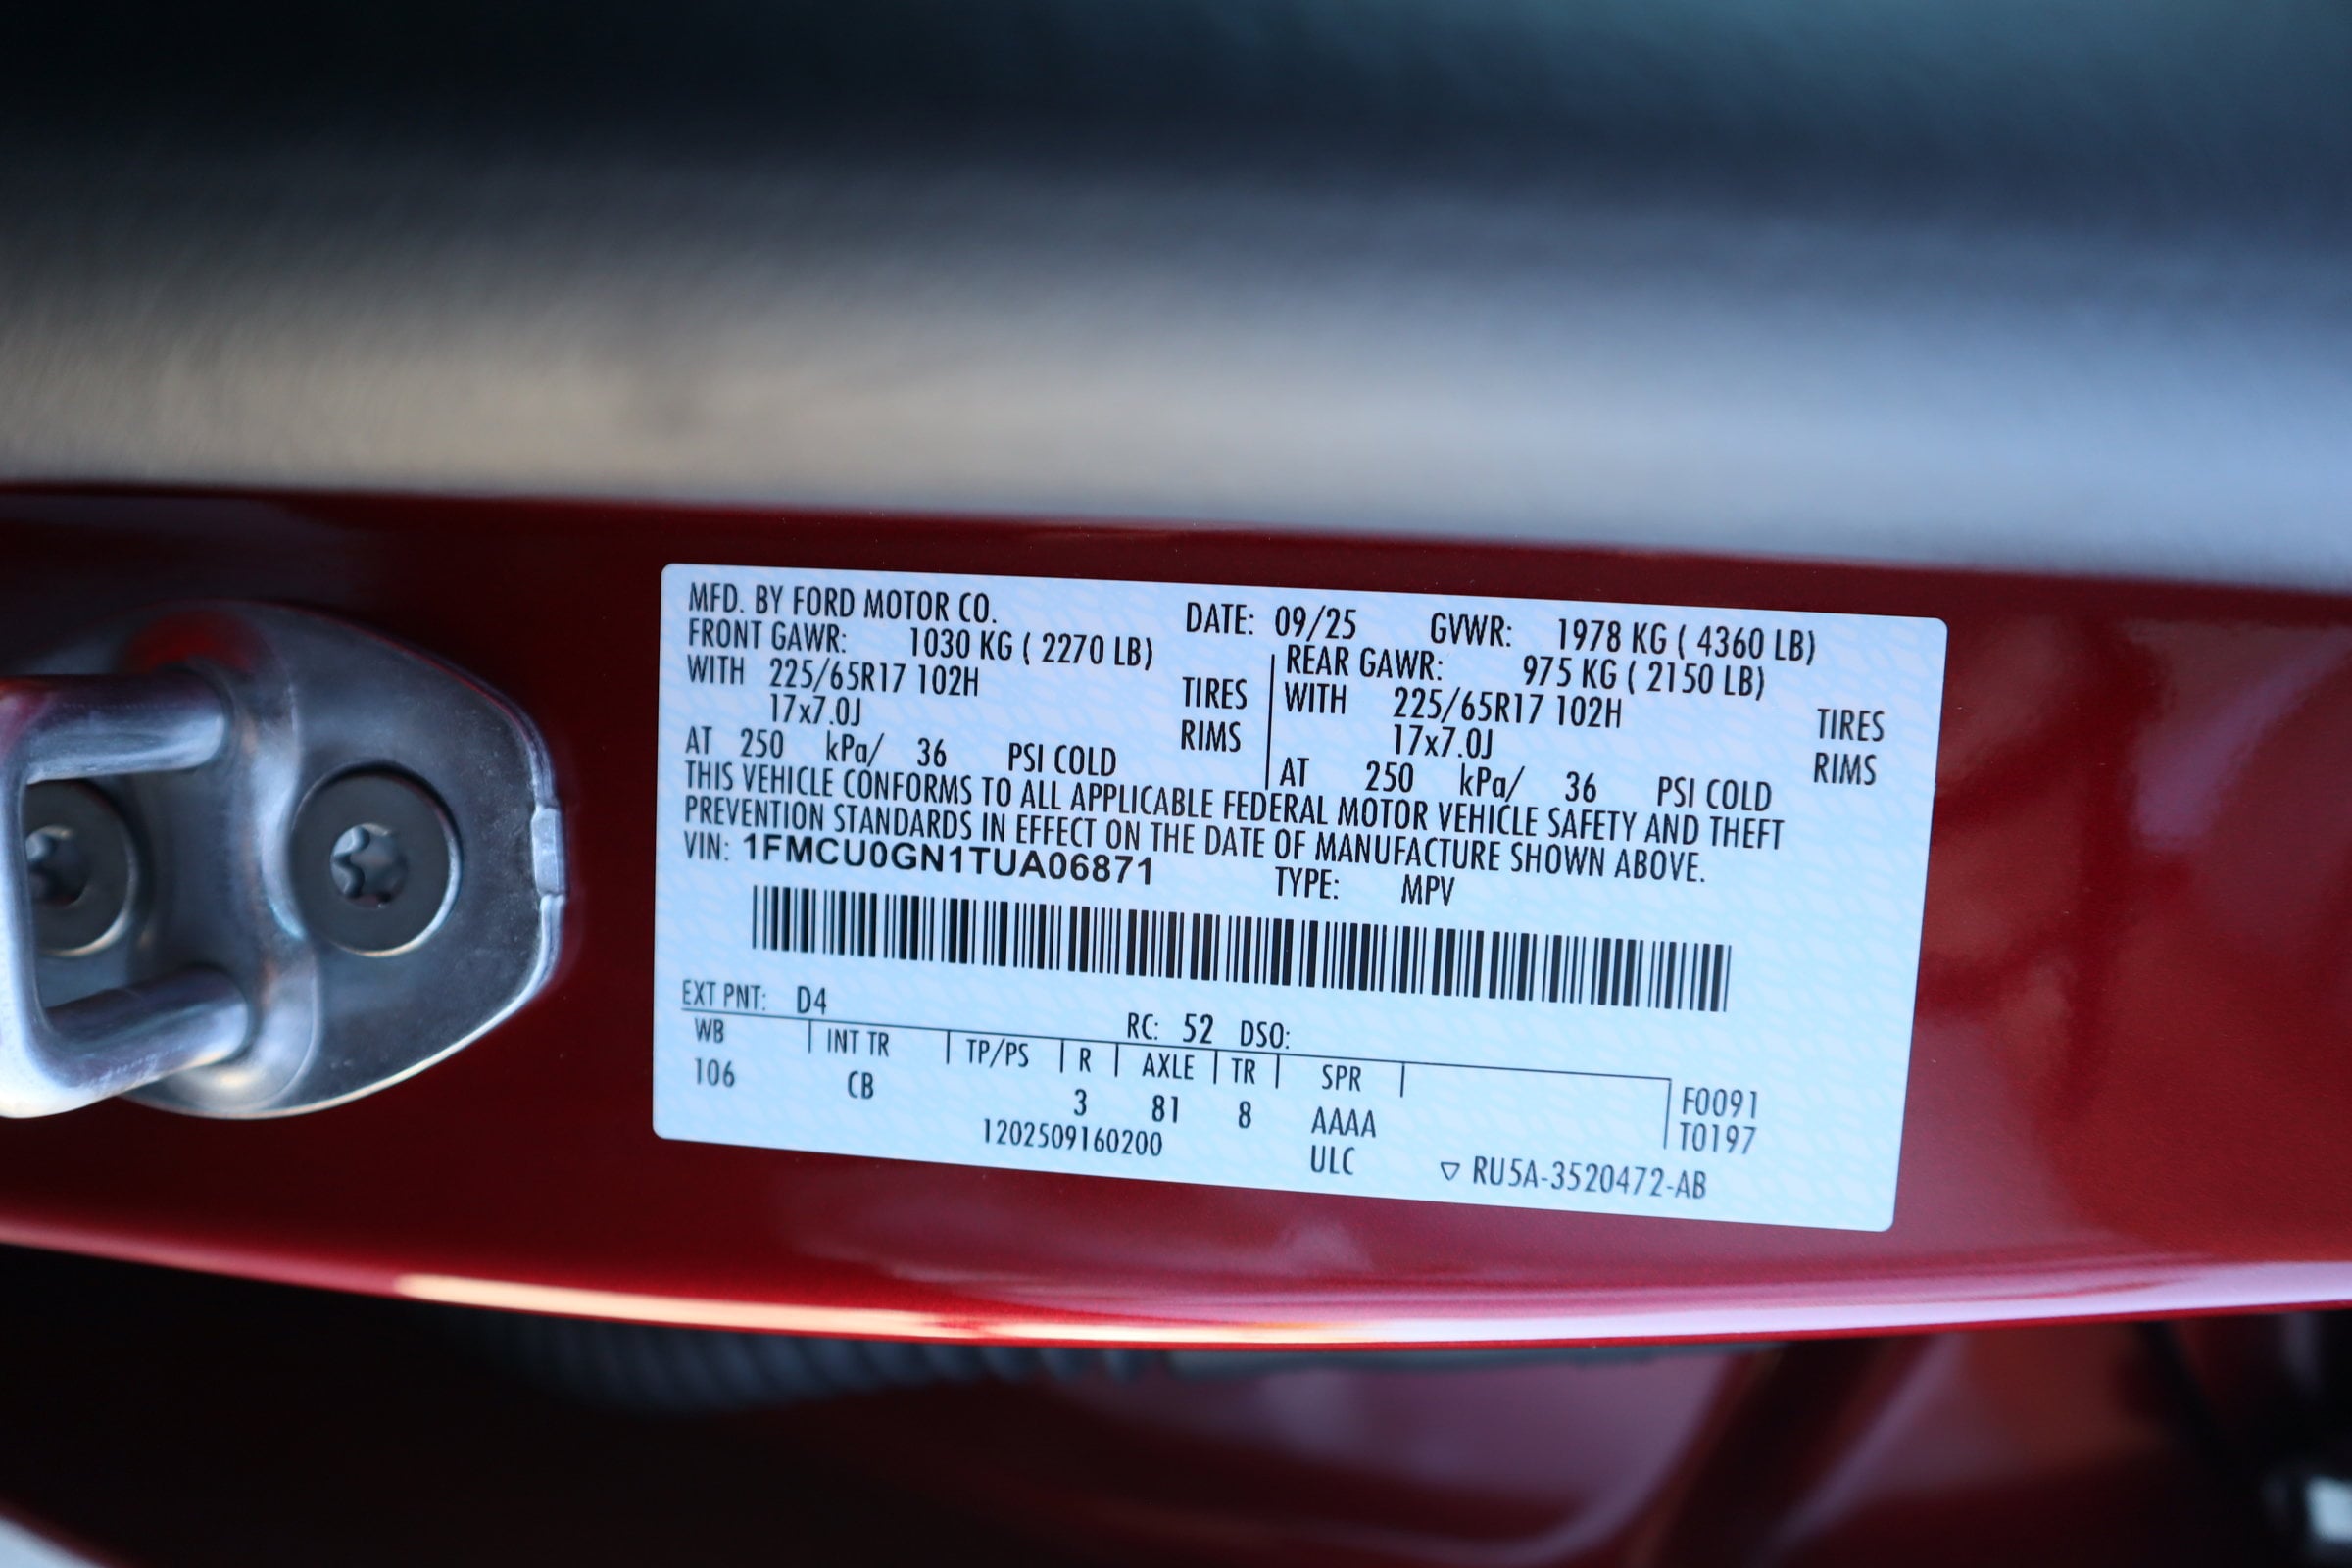 MFD. BY FORD MOTOR CO. DATE: 09/25 GVWR: 1978 KG ( 4360 LB)
FRONT GAWR: 1030 KG ( 2270 LB) REAR GAWR: 975 KG ( 2150 LB)
WITH 225/65R17 102H TIRES WITH 225/65R17 102H TIRES
17x7.0J RIMS 17x7.0J RIMS
AT 250 kPa/ 36 PSI COLD AT 250 kPa/ 36 PSI COLD
THIS VEHICLE CONFORMS TO ALL APPLICABLE FEDERAL MOTOR VEHICLE SAFETY AND THEFT
PREVENTION STANDARDS IN EFFECT ON THE DATE OF MANUFACTURE SHOWN ABOVE.
VIN: 1FMCU0GN1TUA06871 TYPE: MPV
EXT PNT: D4 RC: 52 DSO:
WB INT TR TP/PS R AXLE TR SPR F0091
106 CB 3 81 8 AAAA T0197
1202509160200 ULC RU5A-3520472-AB